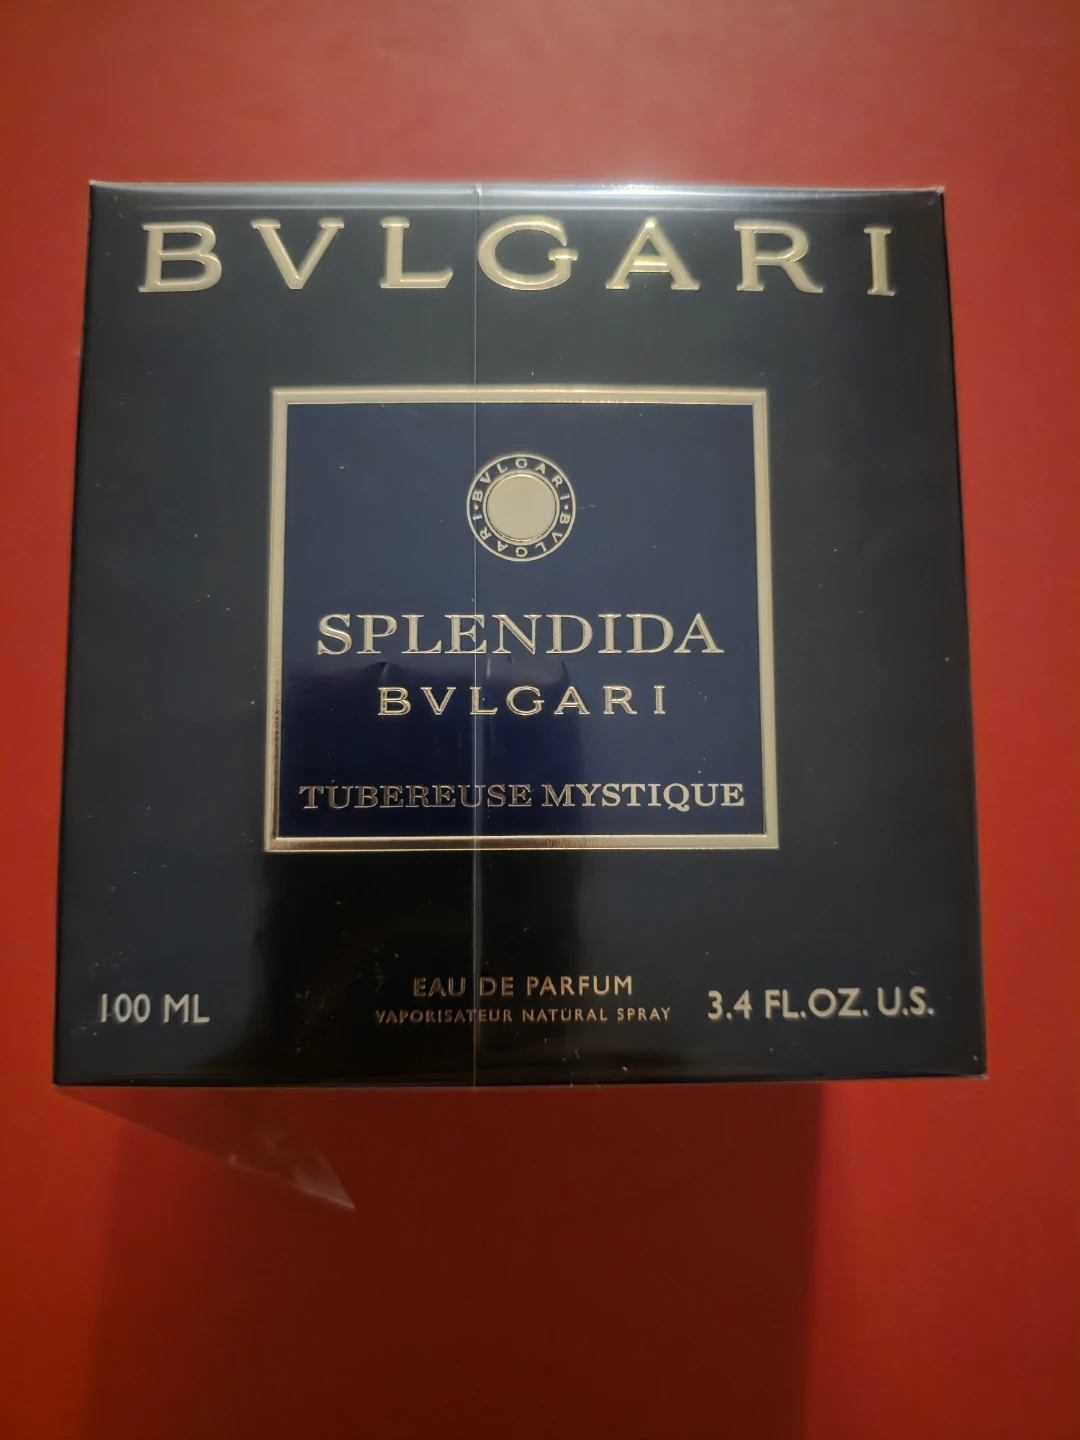 BVLGARI
BVLGARI · BVLGARI ·
SPLENDIDA
BVLGARI
TUBEREUSE MYSTIQUE
EAU DE PARFUM
100 ML
VAPORISATEUR NATURAL SPRAY
3.4 FL.OZ. U.S.